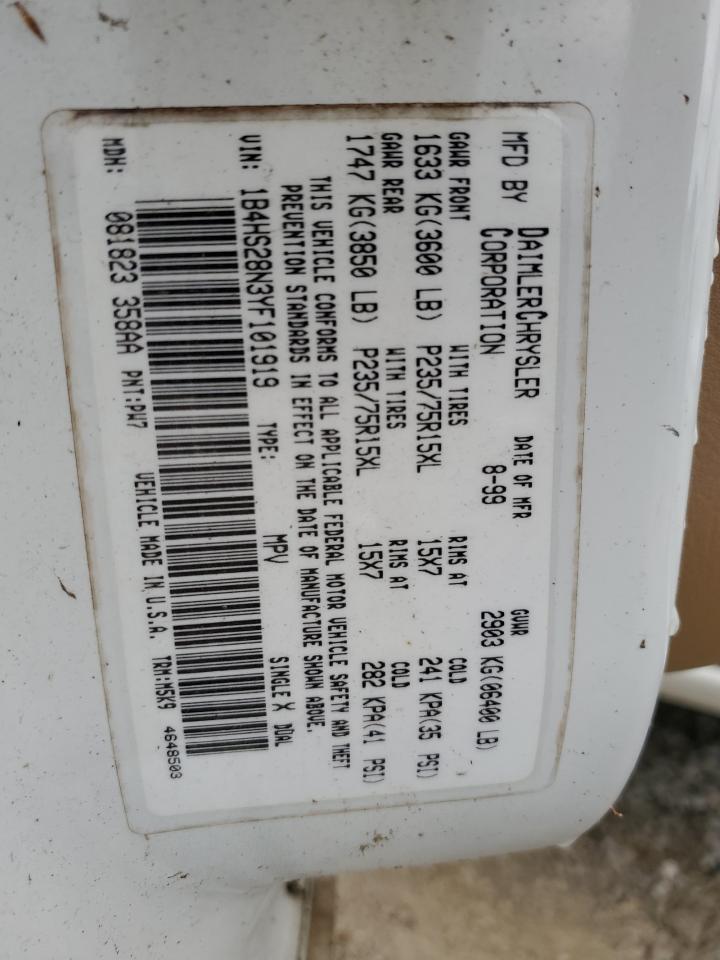 MFD BY DAIMLERCHRYSLER CORPORATION DATE OF MFR 8-99 GVWR 2903 KG(06400 LB)
GAWR FRONT WITH TIRES RIMS AT COLD
1633 KG(3600 LB) P235/75R15XL 15X7 241 KPA(35 PSI)
GAWR REAR WITH TIRES RIMS AT COLD
1747 KG(3850 LB) P235/75R15XL 15X7 282 KPA(41 PSI)
THIS VEHICLE CONFORMS TO ALL APPLICABLE FEDERAL MOTOR VEHICLE SAFETY AND THEFT
PREVENTION STANDARDS IN EFFECT ON THE DATE OF MANUFACTURE SHOWN ABOVE.
VIN: 1B4HS28N3YF101919 TYPE: MPV SINGLE X DUAL
MDH: 081823 358AA PNT:PW7 VEHICLE MADE IN U.S.A. TRM:M5K9 4648503